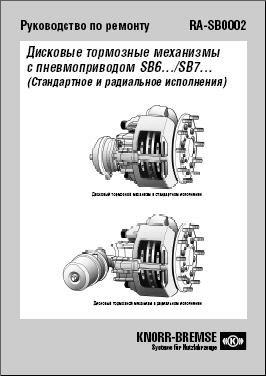 Руководство по ремонту RA-SB0002
Дисковые тормозные механизмы
с пневмоприводом SB6.../SB7...
(Стандартное и радиальное исполнения)
Дисковый тормозной механизм в стандартном исполнении
Дисковый тормозной механизм в радиальном исполнении
KNORR-BREMSE
Systeme für Nutzfahrzeuge